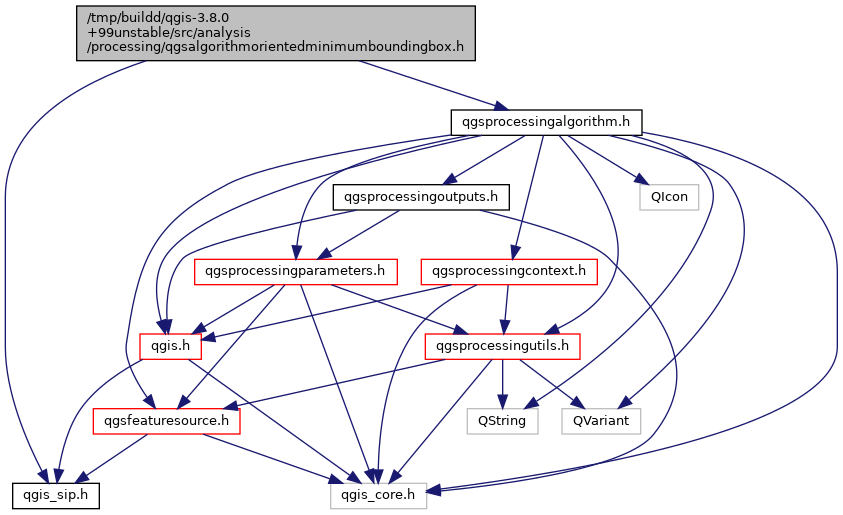 /tmp/buildd/qgis-3.8.0
+99unstable/src/analysis
/processing/qgsalgorithmorientedminimumboundingbox.h
qgsprocessingalgorithm.h
qgsprocessingoutputs.h
QIcon
qgsprocessingparameters.h
qgsprocessingcontext.h
qgis.h
qgsprocessingutils.h
qgsfeaturesource.h
QString
QVariant
qgis_sip.h
qgis_core.h